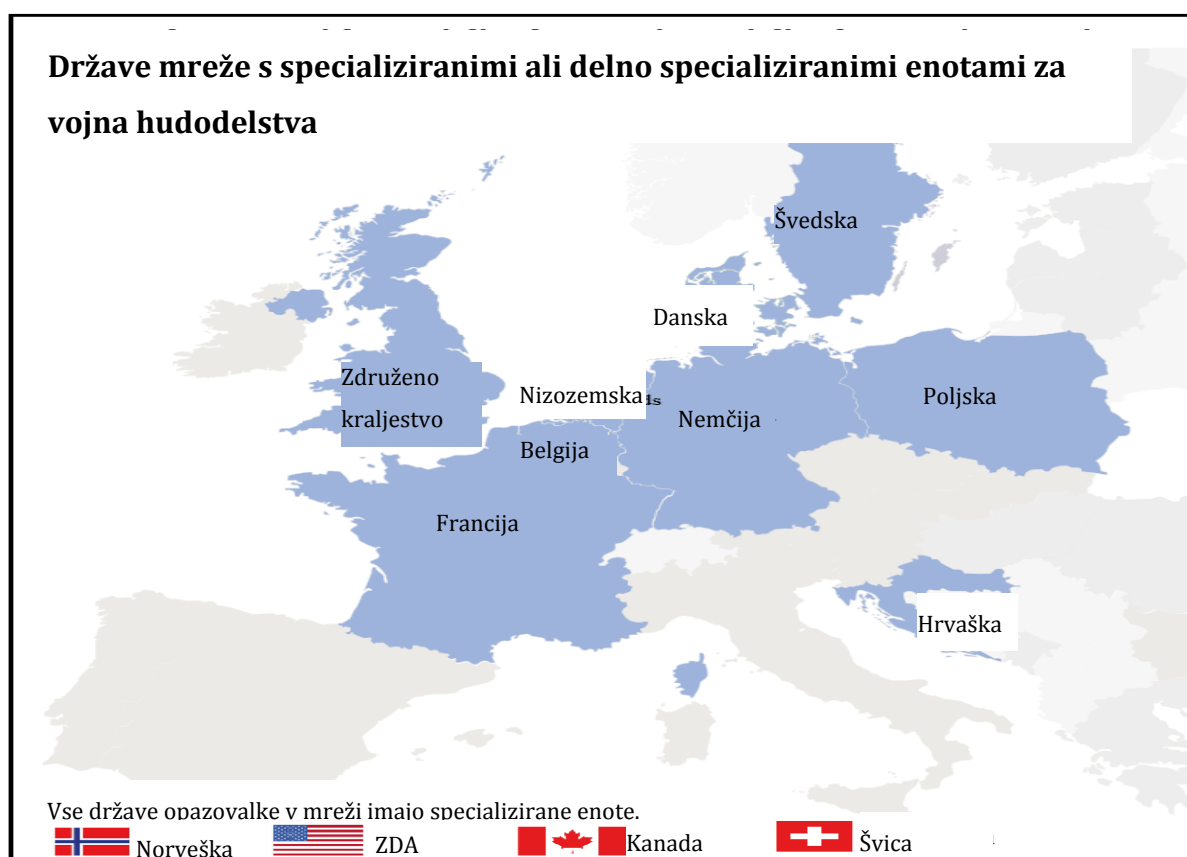 Države mreže s specializiranimi ali delno specializiranimi enotami za
vojna hudodelstva
Švedska
Danska
Združeno
kraljestvo
Nizozemska
Nemčija
Poljska
Belgija
Francija
Hrvaška
Vse države opazovalke v mreži imajo specializirane enote.
Norveška
ZDA
Kanada
Švica